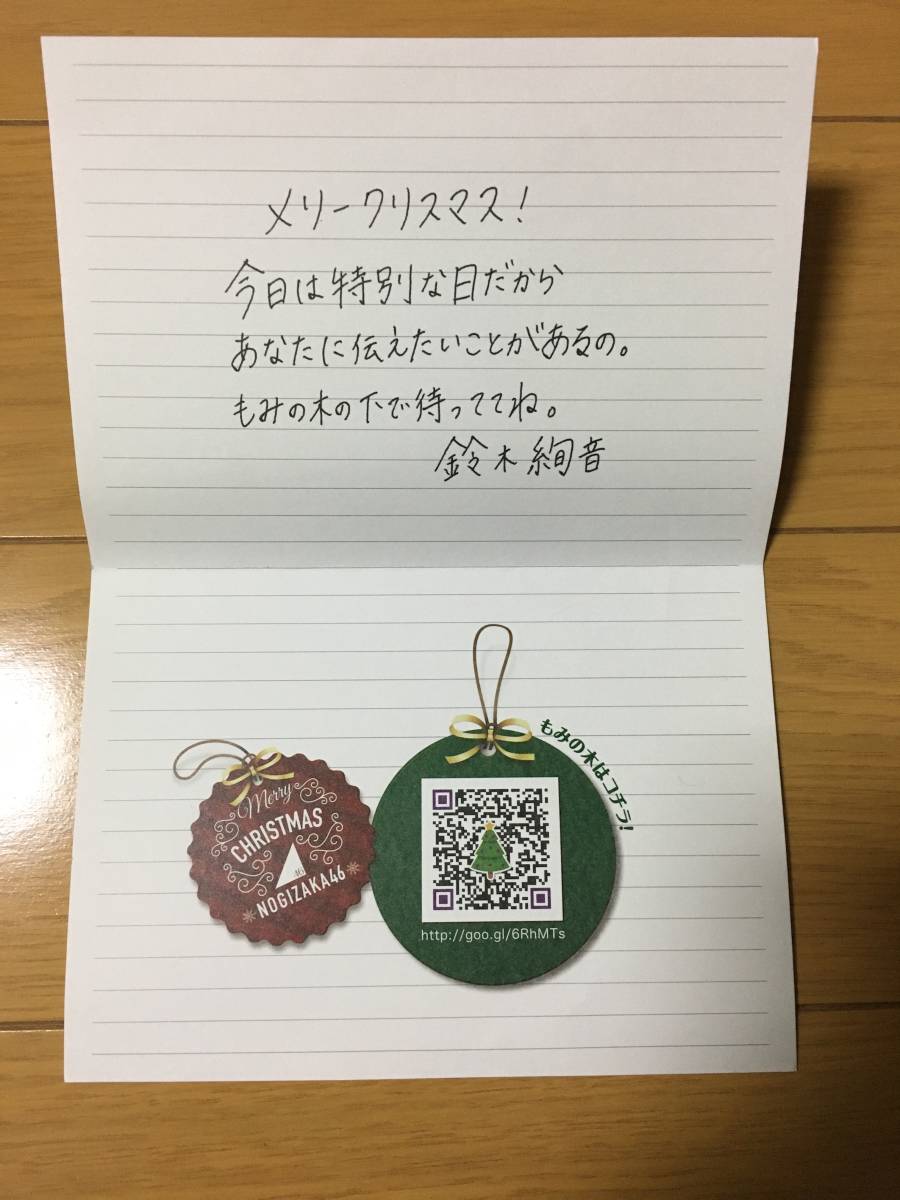 メリークリスマス！
今日は特別な日だから
あなたに伝えたいことがあるの。
もみの木の下で待っててね。
鈴木絢音
もみの木はコチラ！
Merry
CHRISTMAS
46
NOGIZAKA46
http://goo.gl/6RhMTs